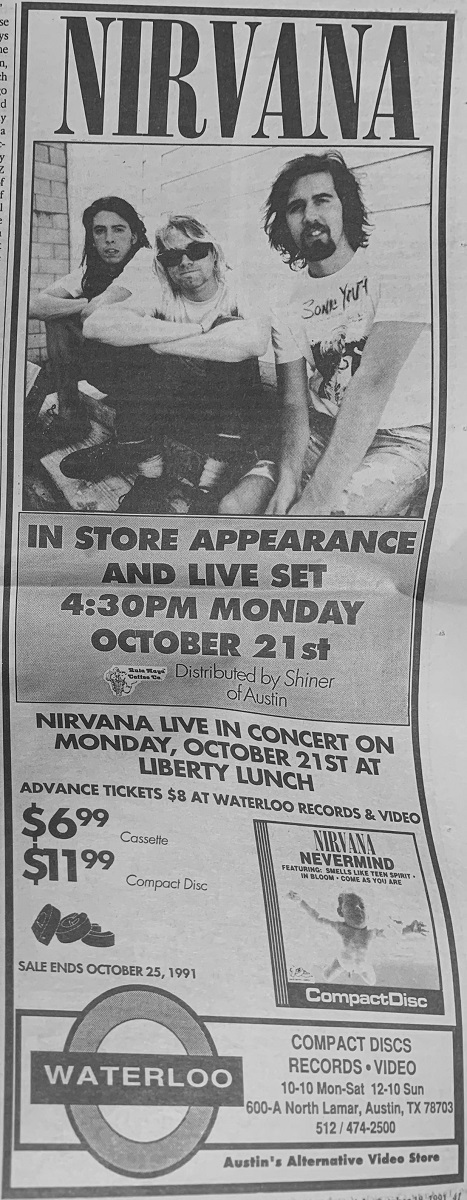 NIRVANA
SONIC YOUTH
IN STORE APPEARANCE
AND LIVE SET
4:30PM MONDAY
OCTOBER 21st
Distributed by Shiner
of Austin
NIRVANA LIVE IN CONCERT ON
MONDAY, OCTOBER 21ST AT
LIBERTY LUNCH
ADVANCE TICKETS $8 AT WATERLOO RECORDS & VIDEO
$6.99 Cassette
$11.99 Compact Disc
SALE ENDS OCTOBER 25, 1991
NIRVANA
NEVERMIND
FEATURING: SMELLS LIKE TEEN SPIRIT •
IN BLOOM • COME AS YOU ARE
CompactDisc
WATERLOO
COMPACT DISCS
RECORDS • VIDEO
10-10 Mon-Sat 12-10 Sun
600-A North Lamar, Austin, TX 78703
512 / 474-2500
Austin's Alternative Video Store